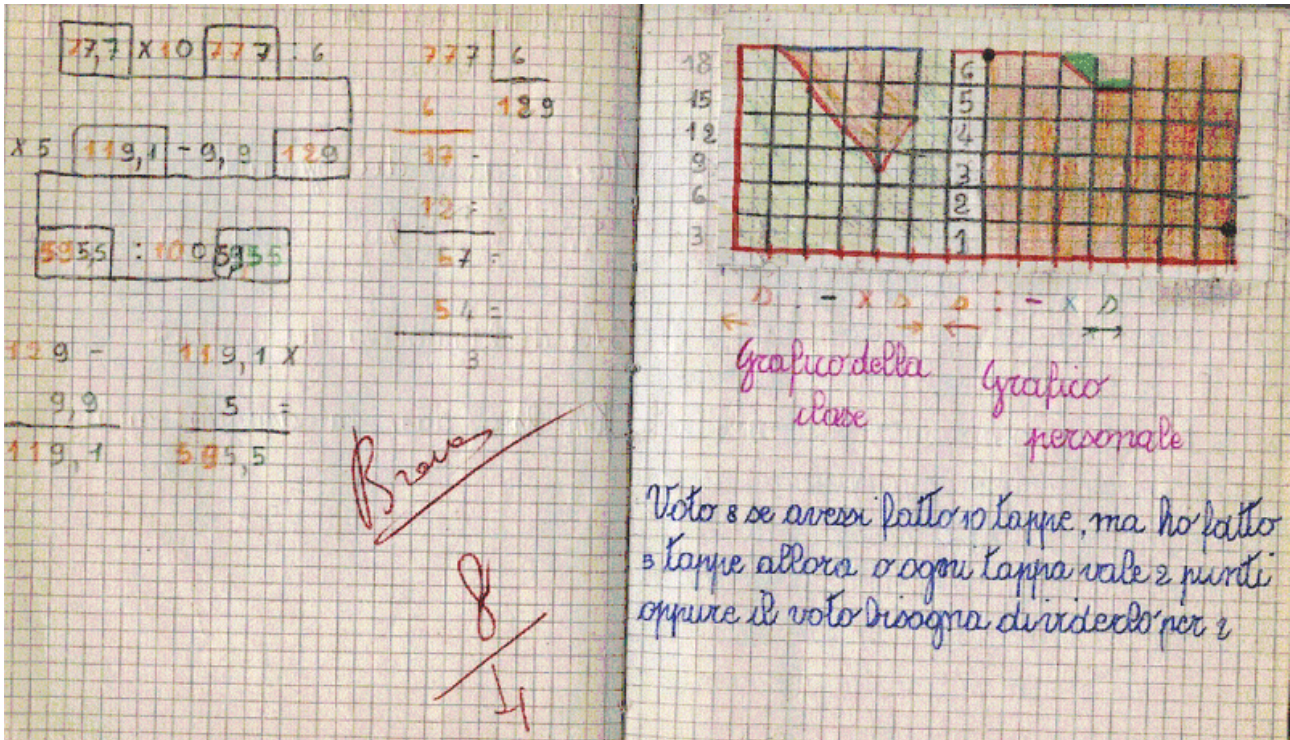 77,7 x 10 777 : 6
x 5 119,1 - 9,9 129
595,5 : 100 5,955
129 -
9,9
119,1
119,1 x
5 =
595,5
777 6
6 129
17 -
12 =
57 =
54 =
3
Brava
8
18
15
12
9
6
3
6
5
4
3
2
1
D : - x D
D : - x D
Grafico della
classe
Grafico
personale
Voto 8 se avessi fatto 10 tappe, ma ho fatto
5 tappe allora o ogni tappa vale 2 punti
oppure il voto bisogna dividerlo per 2